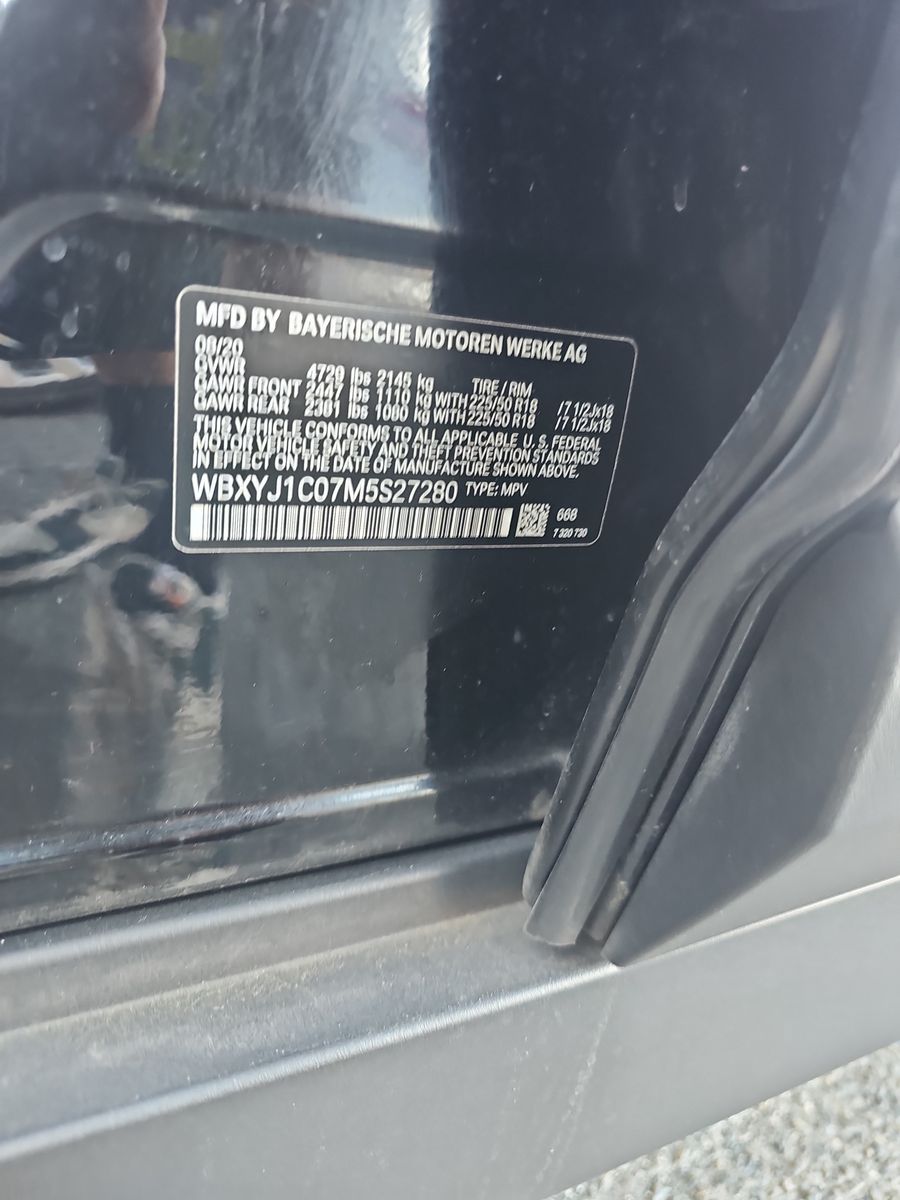 MFD BY BAYERISCHE MOTOREN WERKE AG
08/20
GVWR 4729 lbs 2145 kg TIRE / RIM
GAWR FRONT 2447 lbs 1110 kg WITH 225/50 R18 / 7 1/2Jx18
GAWR REAR 2381 lbs 1080 kg WITH 225/50 R18 / 7 1/2Jx18
THIS VEHICLE CONFORMS TO ALL APPLICABLE U.S. FEDERAL
MOTOR VEHICLE SAFETY AND THEFT PREVENTION STANDARDS
IN EFFECT ON THE DATE OF MANUFACTURE SHOWN ABOVE.
WBXYJ1C07M5S27280 TYPE: MPV
668
7 320 730